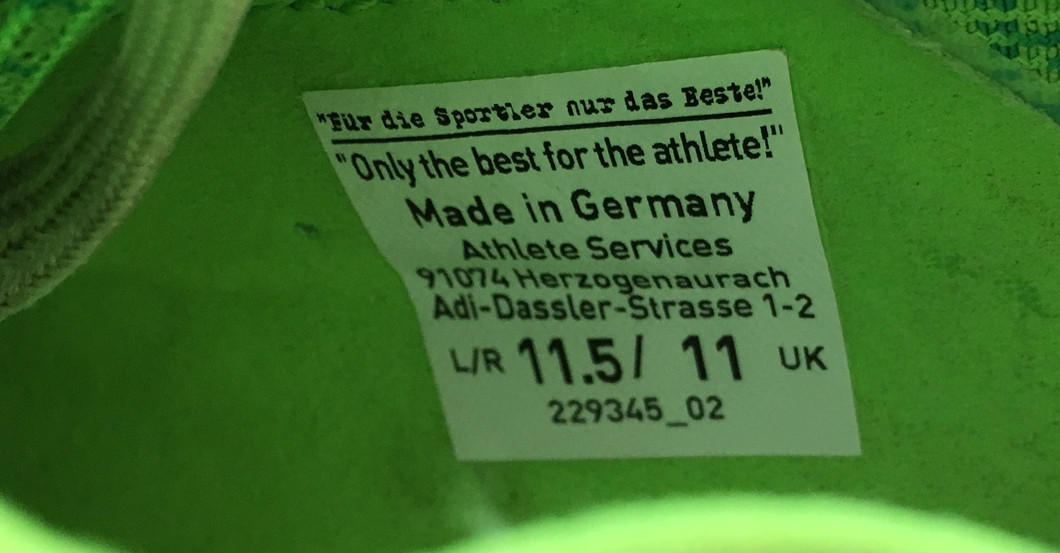 "Für die Sportler nur das Beste!"
"Only the best for the athlete!"
Made in Germany
Athlete Services
91074 Herzogenaurach
Adi-Dassler-Strasse 1-2
L/R 11.5/ 11 UK
229345_02